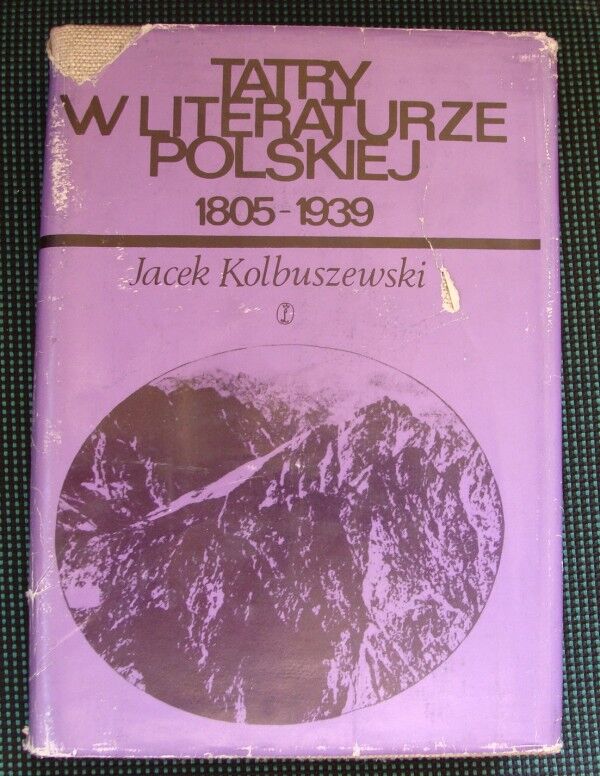 TATRY
W LITERATURZE
POLSKIEJ
1805-1939
Jacek Kolbuszewski